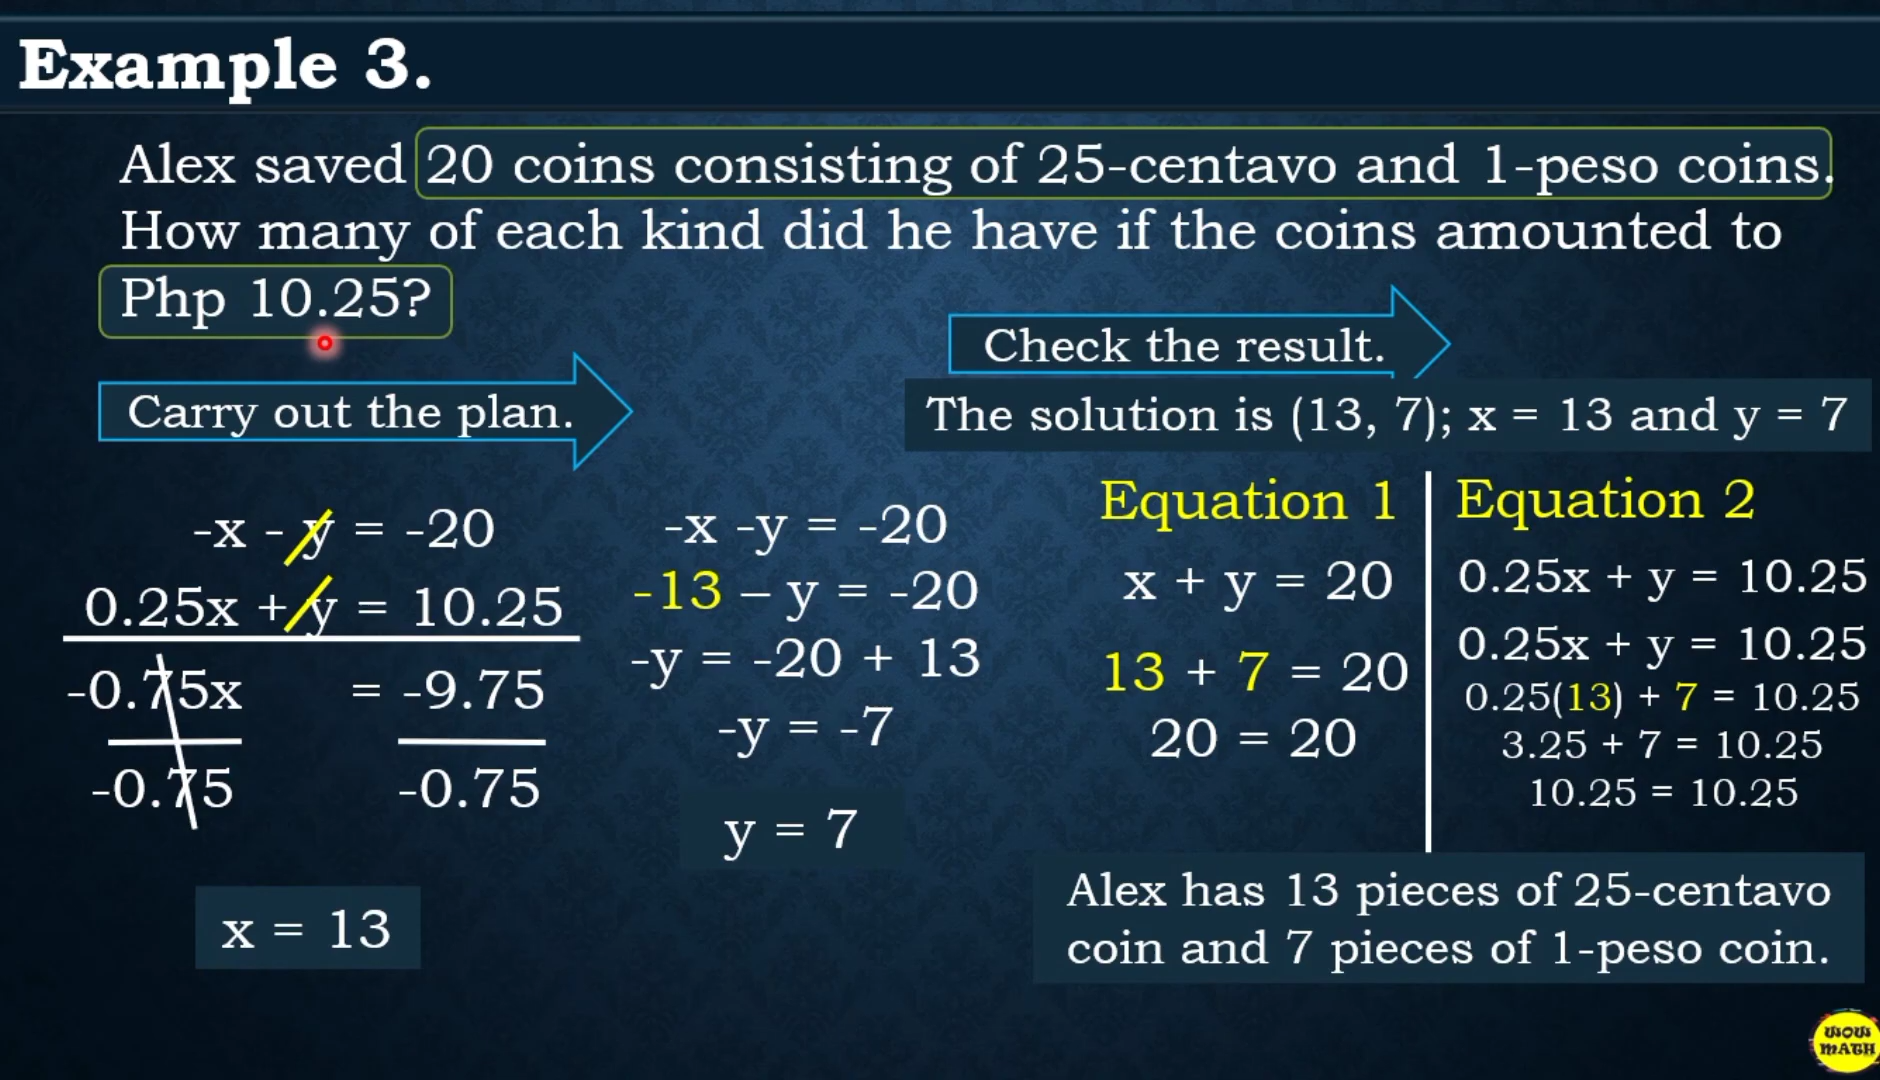 Example 3.
Alex saved 20 coins consisting of 25-centavo and 1-peso coins.
How many of each kind did he have if the coins amounted to
Php 10.25?
Carry out the plan.
-x - y = -20
0.25x + y = 10.25
-0.75x = -9.75
-0.75 -0.75
x = 13
-x -y = -20
-13 – y = -20
-y = -20 + 13
-y = -7
y = 7
Check the result.
The solution is (13, 7); x = 13 and y = 7
Equation 1
x + y = 20
13 + 7 = 20
20 = 20
Equation 2
0.25x + y = 10.25
0.25x + y = 10.25
0.25(13) + 7 = 10.25
3.25 + 7 = 10.25
10.25 = 10.25
Alex has 13 pieces of 25-centavo
coin and 7 pieces of 1-peso coin.
WOW
MATH